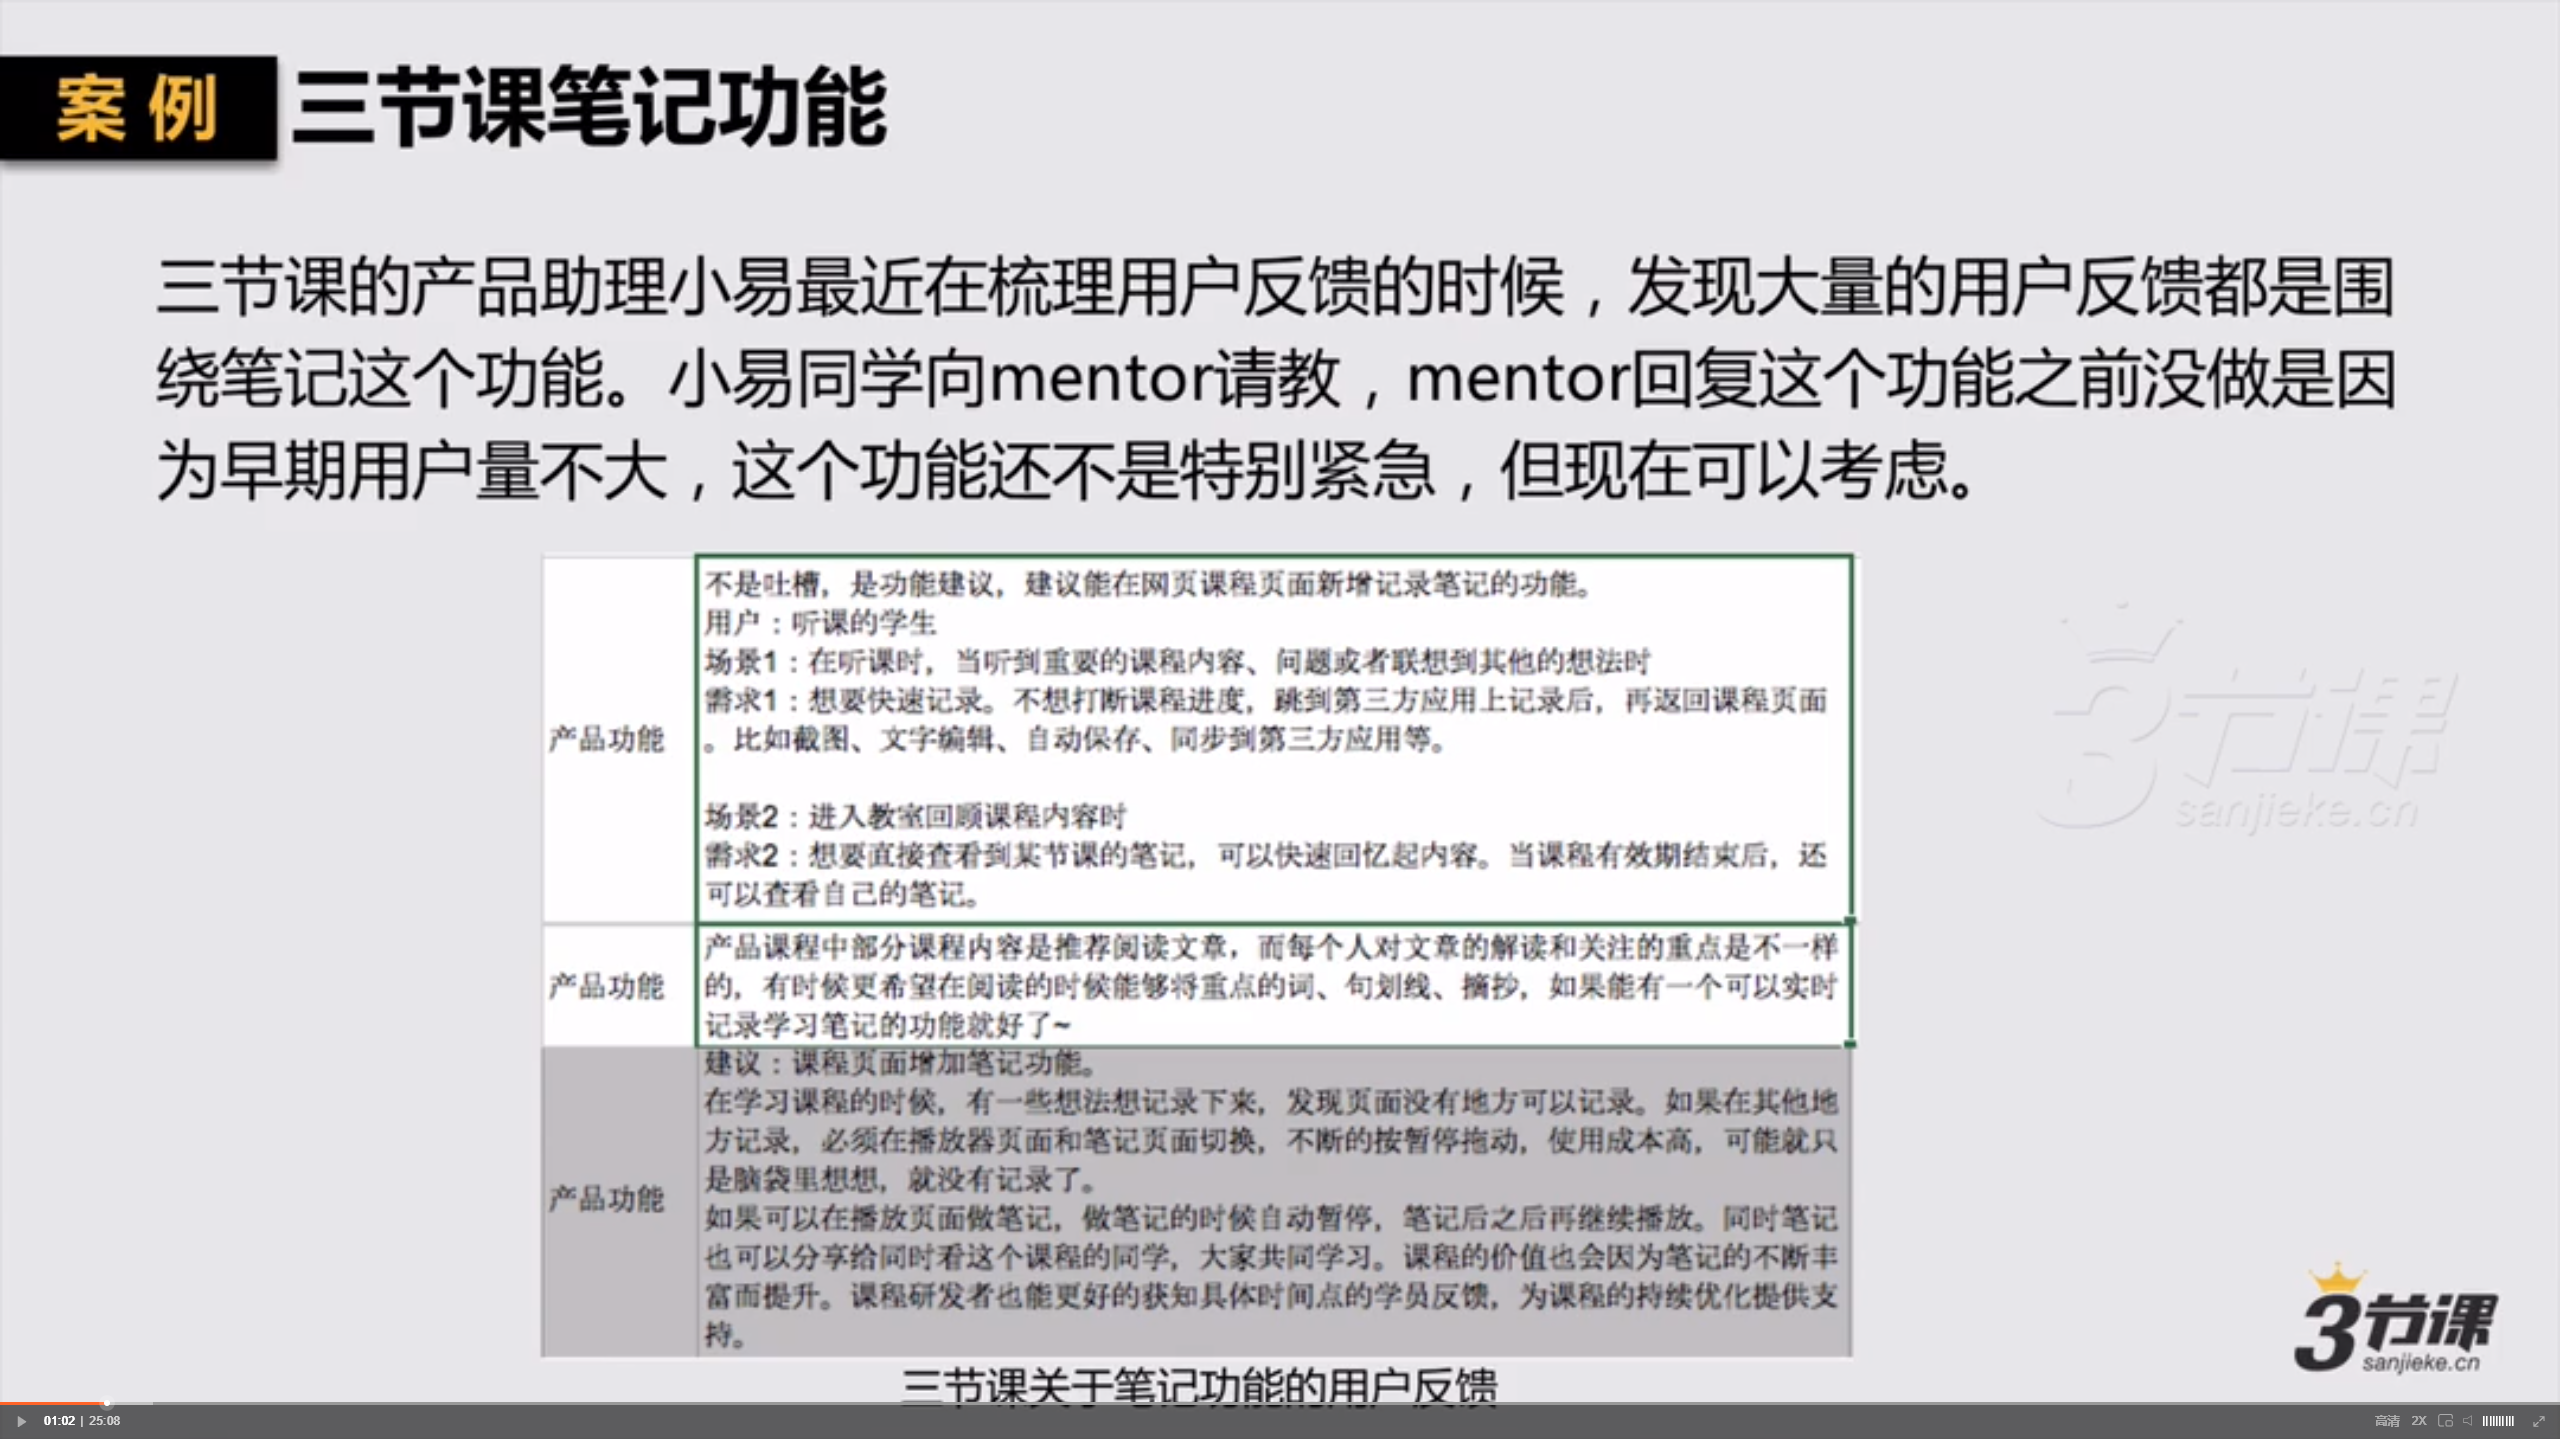 案例 三节课笔记功能
三节课的产品助理小易最近在梳理用户反馈的时候，发现大量的用户反馈都是围
绕笔记这个功能。小易同学向mentor请教，mentor回复这个功能之前没做是因
为早期用户量不大，这个功能还不是特别紧急，但现在可以考虑。
产品功能
不是吐槽，是功能建议，建议能在网页课程页面新增记录笔记的功能。
用户：听课的学生
场景1：在听课时，当听到重要的课程内容、问题或者联想到其他的想法时
需求1：想要快速记录。不想打断课程进度，跳到第三方应用上记录后，再返回课程页面
。比如截图、文字编辑、自动保存、同步到第三方应用等。
场景2：进入教室回顾课程内容时
需求2：想要直接查看到某节课的笔记，可以快速回忆起内容。当课程有效期结束后，还
可以查看自己的笔记。
产品功能
产品课程中部分课程内容是推荐阅读文章，而每个人对文章的解读和关注的重点是不一样
的，有时候更希望在阅读的时候能够将重点的词、句划线、摘抄，如果能有一个可以实时
记录学习笔记的功能就好了~
产品功能
建议：课程页面增加笔记功能。
在学习课程的时候，有一些想法想记录下来，发现页面没有地方可以记录。如果在其他地
方记录，必须在播放器页面和笔记页面切换，不断的按暂停拖动，使用成本高，可能就只
是脑袋里想想，就没有记录了。
如果可以在播放页面做笔记，做笔记的时候自动暂停，笔记后之后再继续播放。同时笔记
也可以分享给同时看这个课程的同学，大家共同学习。课程的价值也会因为笔记的不断丰
富而提升。课程研发者也能更好的获知具体时间点的学员反馈，为课程的持续优化提供支
持。
三节课关于笔记功能的用户反馈
3节课
sanjieke.cn
3节课
sanjieke.cn
01:02 | 25:08
高清 2X